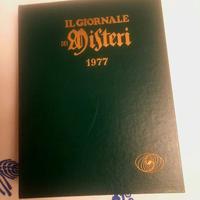 IL GIORNALE
DEI Misteri
1977